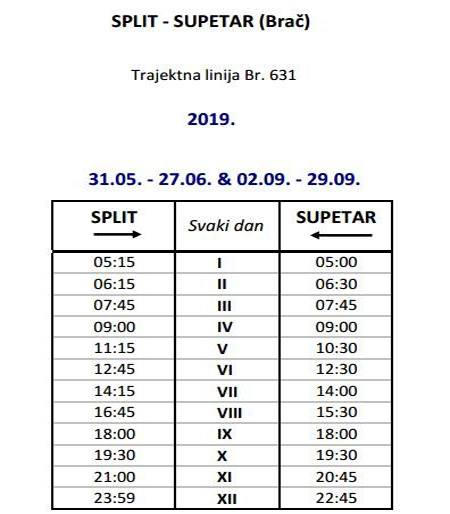 SPLIT - SUPETAR (Brač)
Trajektna linija Br. 631
2019.
31.05. - 27.06. & 02.09. - 29.09.
SPLIT Svaki dan SUPETAR
05:15 I 05:00
06:15 II 06:30
07:45 III 07:45
09:00 IV 09:00
11:15 V 10:30
12:45 VI 12:30
14:15 VII 14:00
16:45 VIII 15:30
18:00 IX 18:00
19:30 X 19:30
21:00 XI 20:45
23:59 XII 22:45